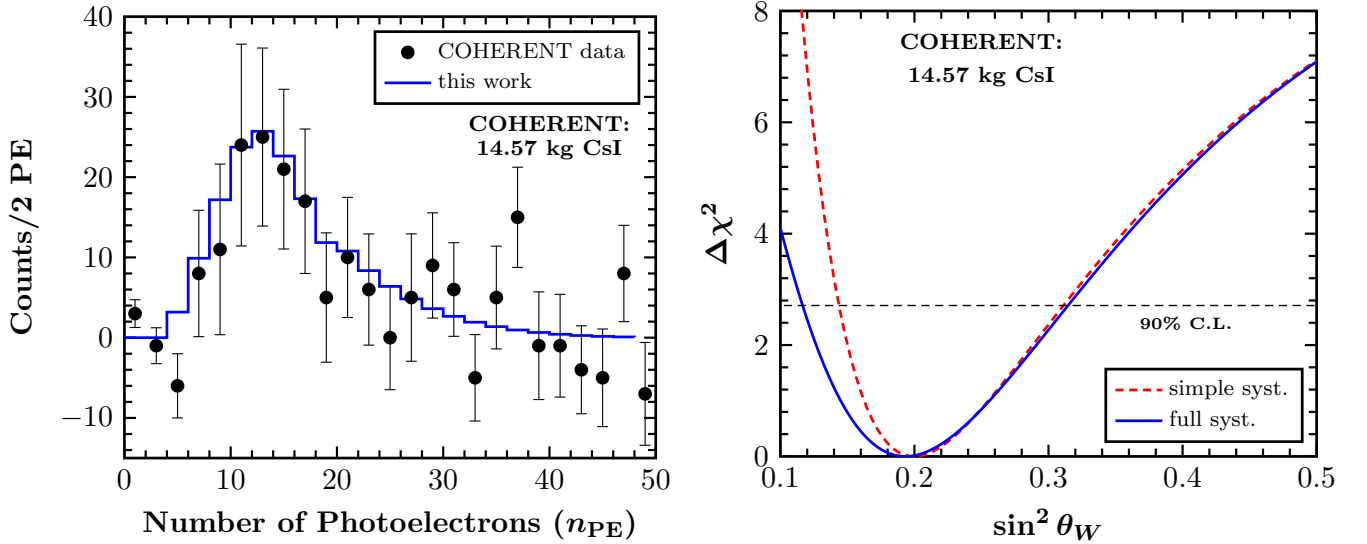 40
30
20
10
0
−10
0
10
20
30
40
50
Counts/2 PE
Number of Photoelectrons (n_PE)
COHERENT data
this work
COHERENT:
14.57 kg CsI
8
6
4
2
0
0.1
0.2
0.3
0.4
0.5
Δχ²
sin² θ_W
COHERENT:
14.57 kg CsI
90% C.L.
simple syst.
full syst.